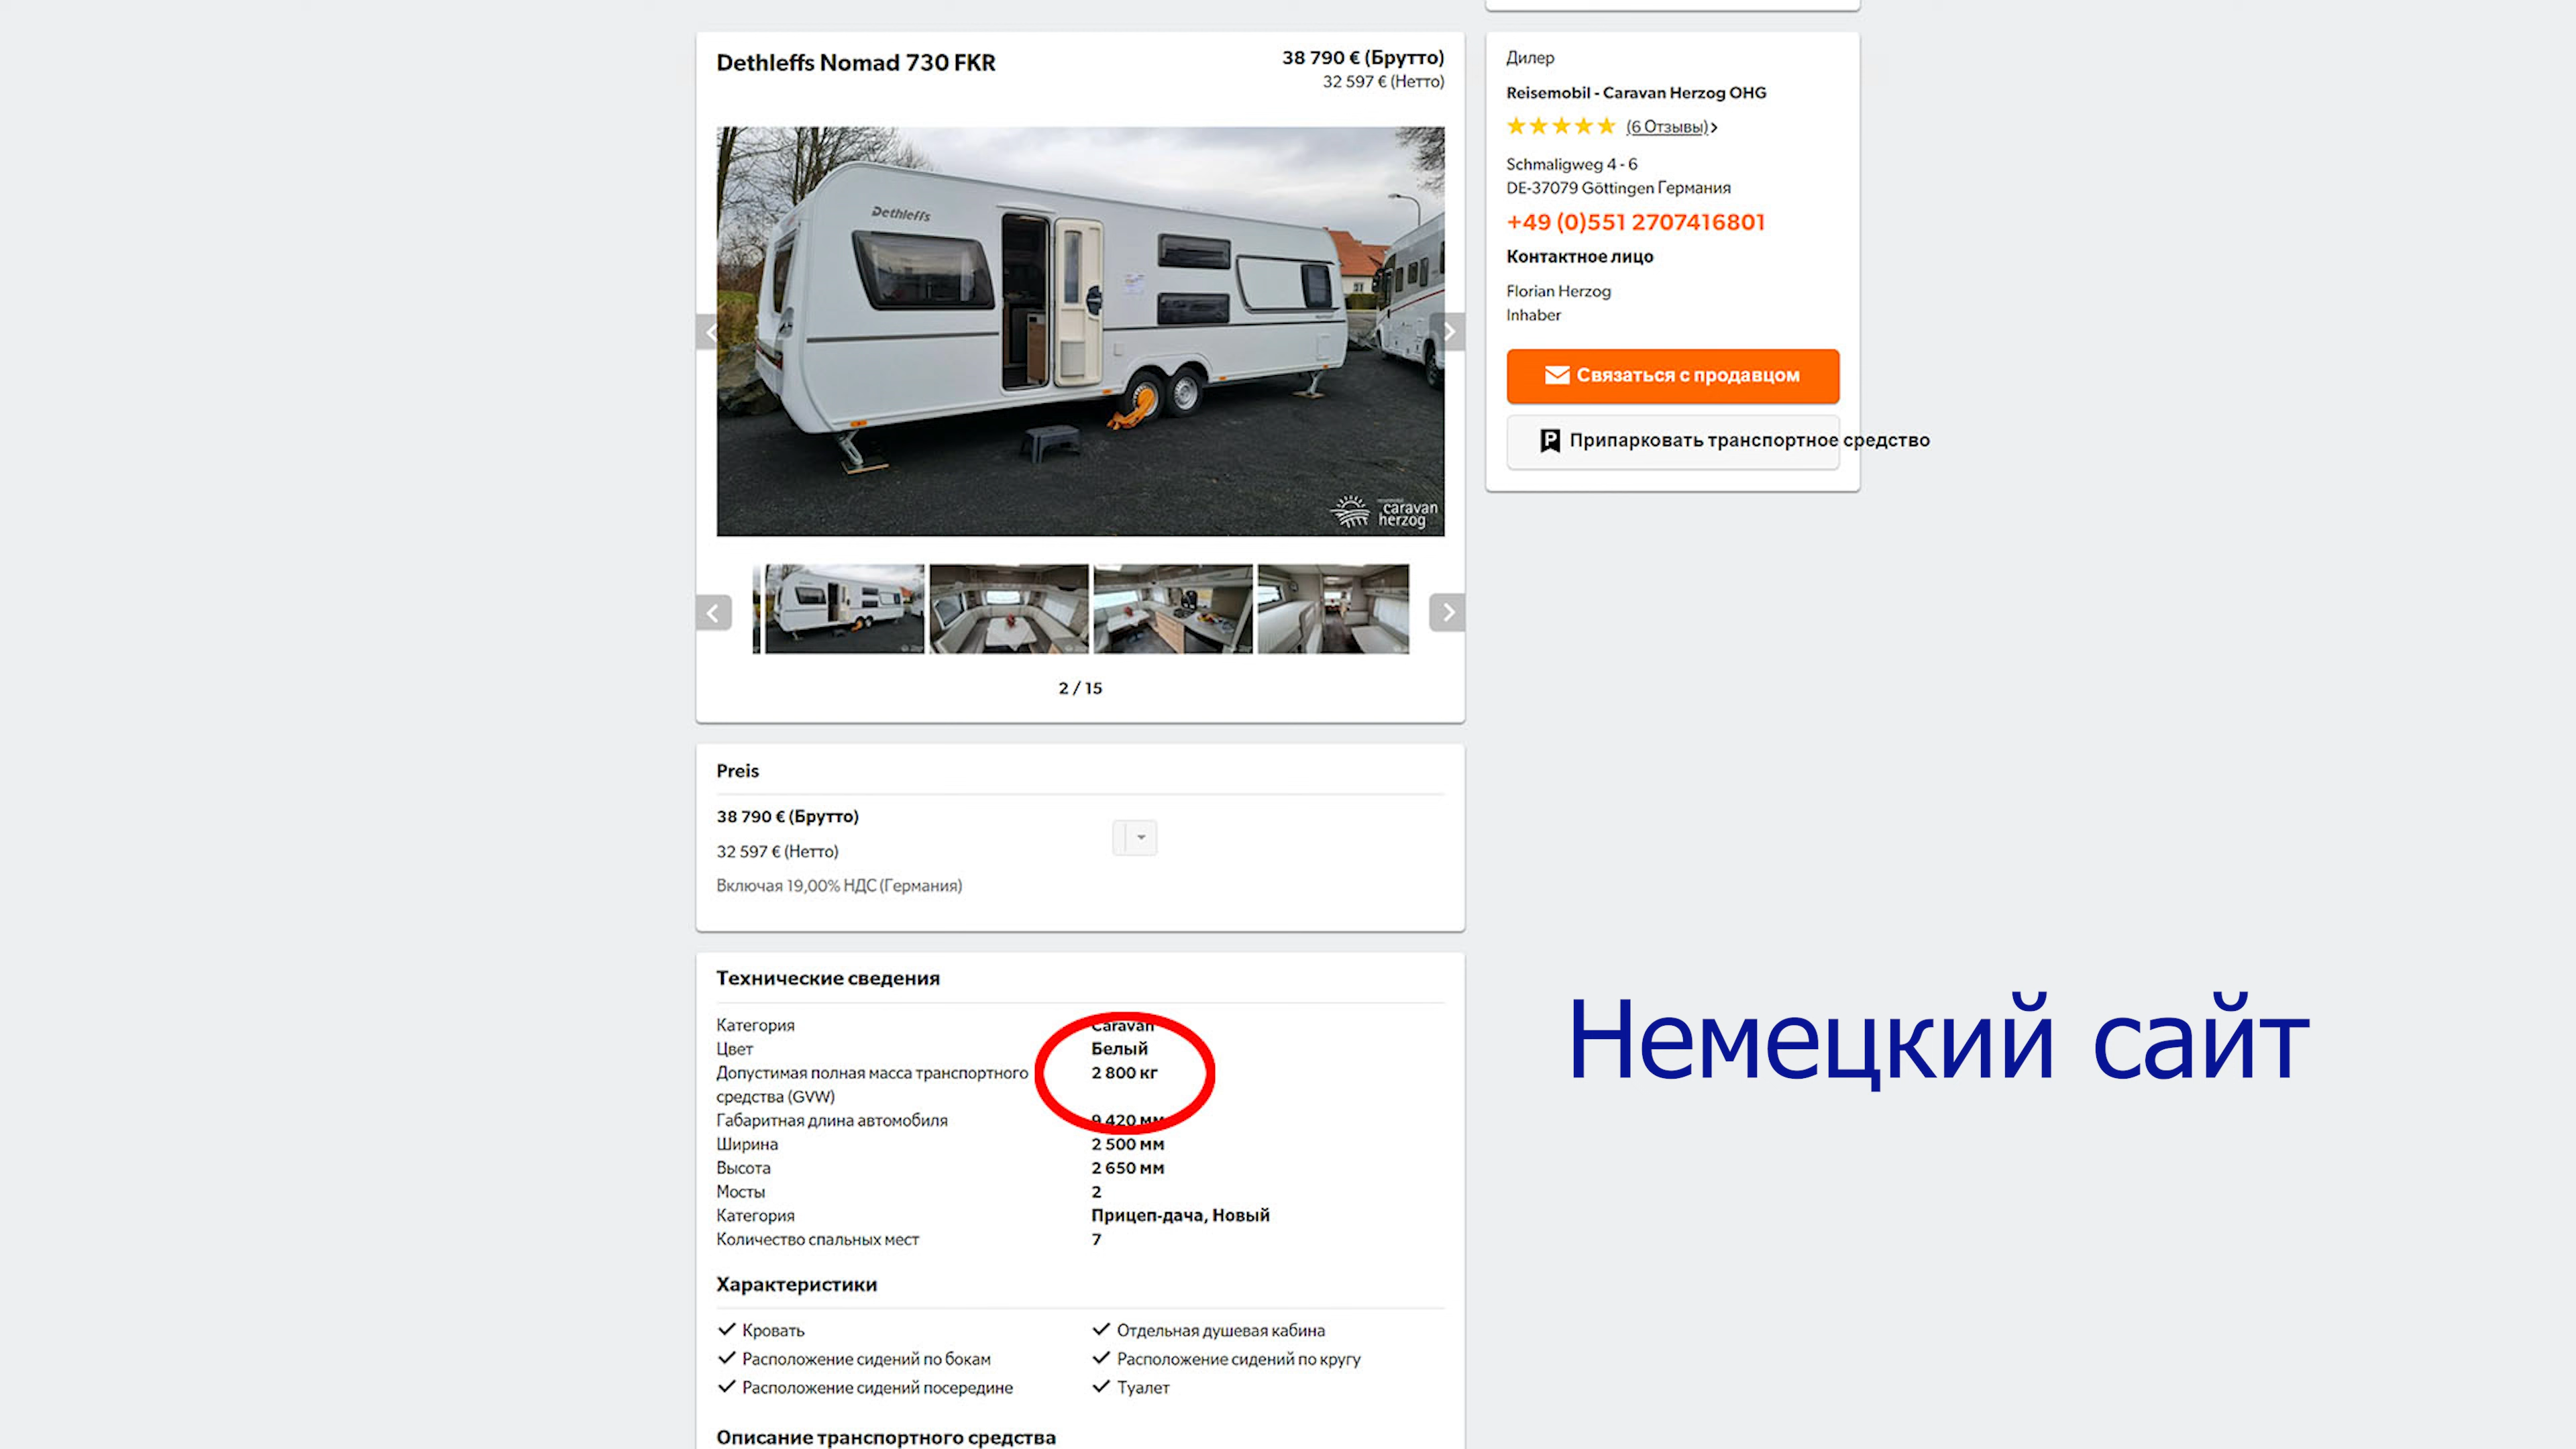 Dethleffs Nomad 730 FKR
38 790 € (Брутто)
32 597 € (Нетто)
Dethleffs
caravan
herzog
2 / 15
Preis
38 790 € (Брутто)
32 597 € (Нетто)
Включая 19,00% НДС (Германия)
Технические сведения
Категория Caravan
Цвет Белый
Допустимая полная масса транспортного 2 800 кг
средства (GVW)
Габаритная длина автомобиля 9 420 мм
Ширина 2 500 мм
Высота 2 650 мм
Мосты 2
Категория Прицеп-дача, Новый
Количество спальных мест 7
Характеристики
Кровать Отдельная душевая кабина
Расположение сидений по бокам Расположение сидений по кругу
Расположение сидений посередине Туалет
Описание транспортного средства
Дилер
Reisemobil - Caravan Herzog OHG
(6 Отзывы)
Schmaligweg 4 - 6
DE-37079 Göttingen Германия
+49 (0)551 2707416801
Контактное лицо
Florian Herzog
Inhaber
Связаться с продавцом
P Припарковать транспортное средство
Немецкий сайт